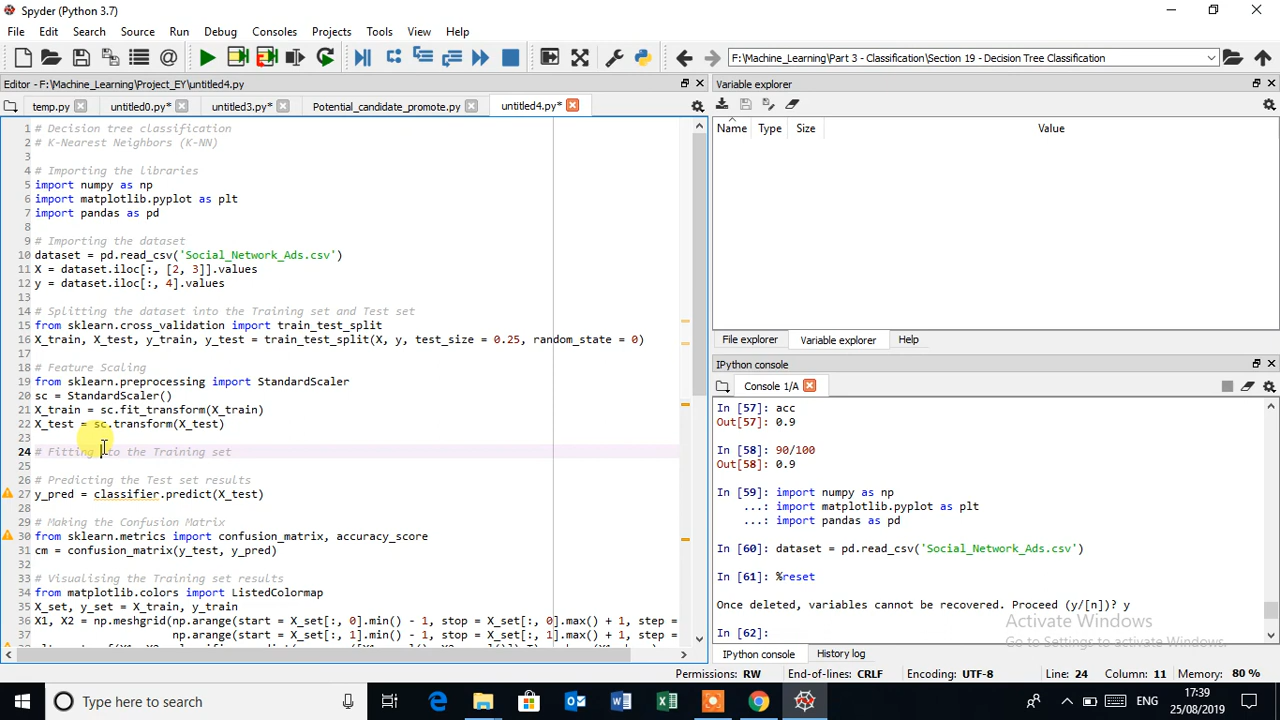 Spyder (Python 3.7)
File Edit Search Source Run Debug Consoles Projects Tools View Help
F:\Machine_Learning\Part 3 - Classification\Section 19 - Decision Tree Classification
Editor - F:\Machine_Learning\Project_EY\untitled4.py
temp.py untitled0.py* untitled3.py* Potential_candidate_promote.py untitled4.py*
1 # Decision tree classification
2 # K-Nearest Neighbors (K-NN)
3
4 # Importing the libraries
5 import numpy as np
6 import matplotlib.pyplot as plt
7 import pandas as pd
8
9 # Importing the dataset
10 dataset = pd.read_csv('Social_Network_Ads.csv')
11 X = dataset.iloc[:, [2, 3]].values
12 y = dataset.iloc[:, 4].values
13
14 # Splitting the dataset into the Training set and Test set
15 from sklearn.cross_validation import train_test_split
16 X_train, X_test, y_train, y_test = train_test_split(X, y, test_size = 0.25, random_state = 0)
17
18 # Feature Scaling
19 from sklearn.preprocessing import StandardScaler
20 sc = StandardScaler()
21 X_train = sc.fit_transform(X_train)
22 X_test = sc.transform(X_test)
23
24 # Fitting to the Training set
25
26 # Predicting the Test set results
27 y_pred = classifier.predict(X_test)
28
29 # Making the Confusion Matrix
30 from sklearn.metrics import confusion_matrix, accuracy_score
31 cm = confusion_matrix(y_test, y_pred)
32
33 # Visualising the Training set results
34 from matplotlib.colors import ListedColormap
35 X_set, y_set = X_train, y_train
36 X1, X2 = np.meshgrid(np.arange(start = X_set[:, 0].min() - 1, stop = X_set[:, 0].max() + 1, step =
37 np.arange(start = X_set[:, 1].min() - 1, stop = X_set[:, 1].max() + 1, step =
Variable explorer
Name Type Size Value
File explorer Variable explorer Help
IPython console
Console 1/A
In [57]: acc
Out[57]: 0.9
In [58]: 90/100
Out[58]: 0.9
In [59]: import numpy as np
...: import matplotlib.pyplot as plt
...: import pandas as pd
In [60]: dataset = pd.read_csv('Social_Network_Ads.csv')
In [61]: %reset
Once deleted, variables cannot be recovered. Proceed (y/[n])? y
In [62]:
Activate Windows
Go to Settings to activate Windows.
IPython console History log
Permissions: RW End-of-lines: CRLF Encoding: UTF-8 Line: 24 Column: 11 Memory: 80 %
Type here to search
ENG
17:39
25/08/2019